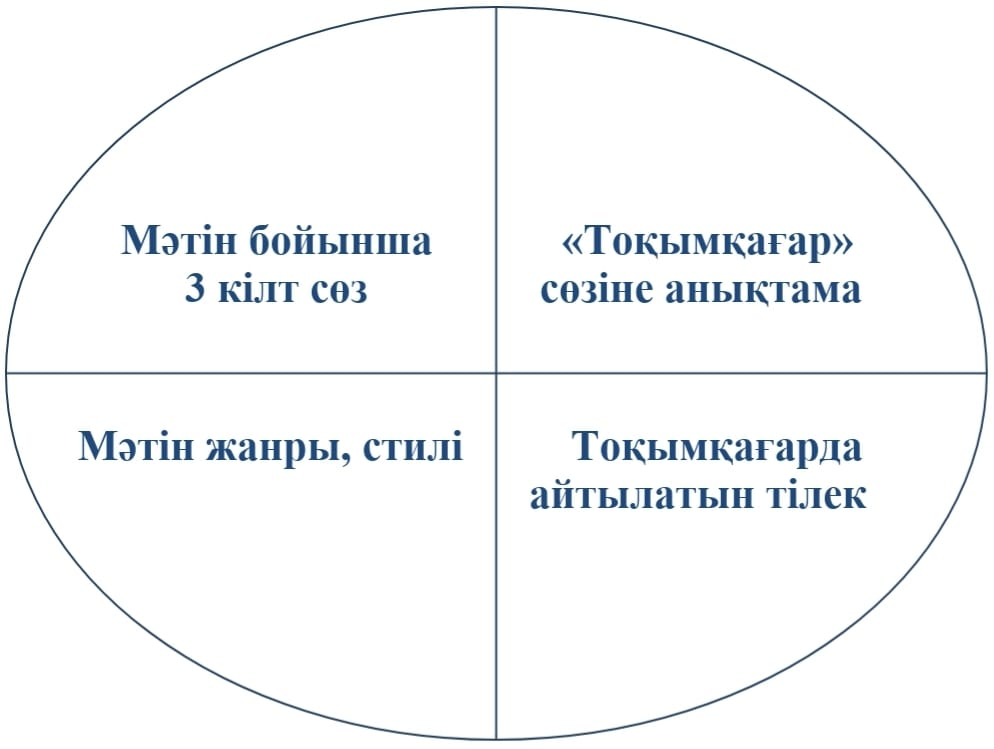 Мәтін бойынша
3 кілт сөз
«Тоқымқағар»
сөзіне анықтама
Мәтін жанры, стилі
Тоқымқағарда
айтылатын тілек